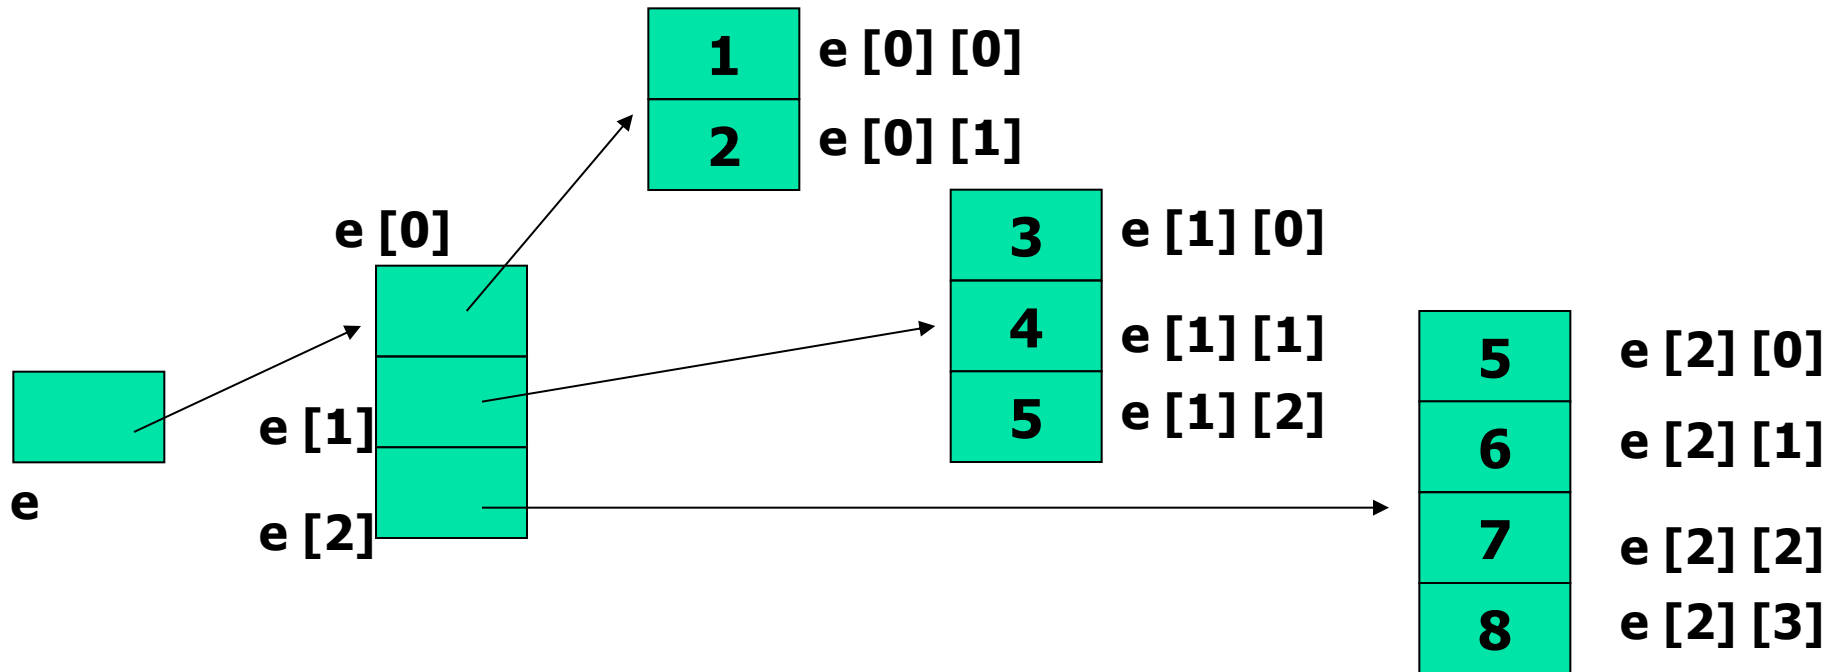 1 e [0] [0]
2 e [0] [1]
e [0]
3 e [1] [0]
4 e [1] [1]
5 e [1] [2]
5 e [2] [0]
6 e [2] [1]
7 e [2] [2]
8 e [2] [3]
e [1]
e
e [2]